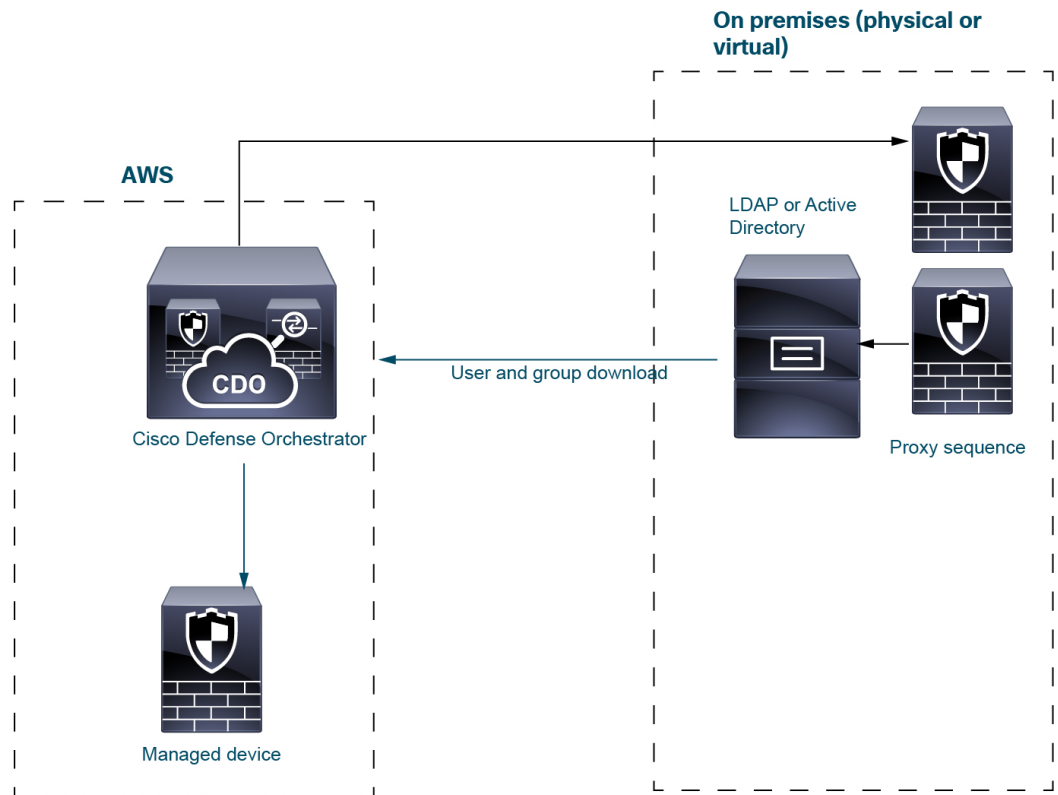 On premises (physical or
virtual)
AWS
LDAP or Active
Directory
CDO
User and group download
Cisco Defense Orchestrator
Proxy sequence
Managed device